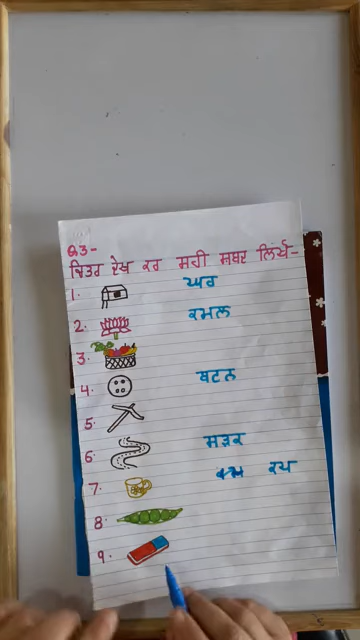 Q3-
ਚਿਤਰ ਦੇਖ ਕਰ ਸਹੀ ਸ਼ਬਦ ਲਿਖੋ-
1. ਘਰ
2. ਕਮਲ
3.
4. ਬਟਨ
5.
6. ਸੜਕ
7. ਕਪ
8.
9.